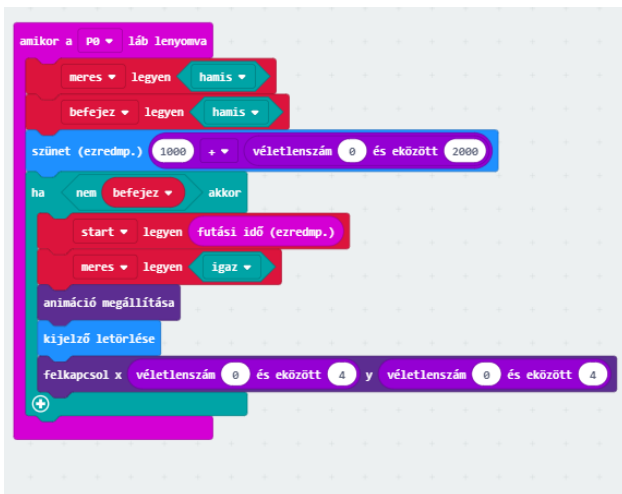 amikor a P0 láb lenyomva
meres legyen hamis
befejez legyen hamis
szünet (ezredmp.) 1000 + véletlenszám 0 és eközött 2000
ha nem befejez akkor
start legyen futási idő (ezredmp.)
meres legyen igaz
animáció megállítása
kijelző letörlése
felkapcsol x véletlenszám 0 és eközött 4 y véletlenszám 0 és eközött 4